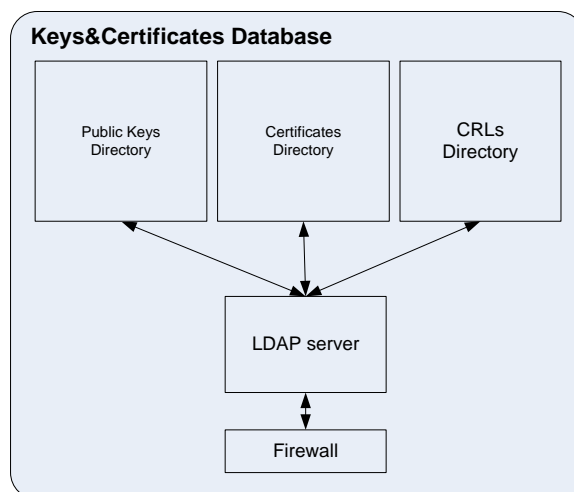 Keys&Certificates Database
Public Keys
Directory
Certificates
Directory
CRLs
Directory
LDAP server
Firewall